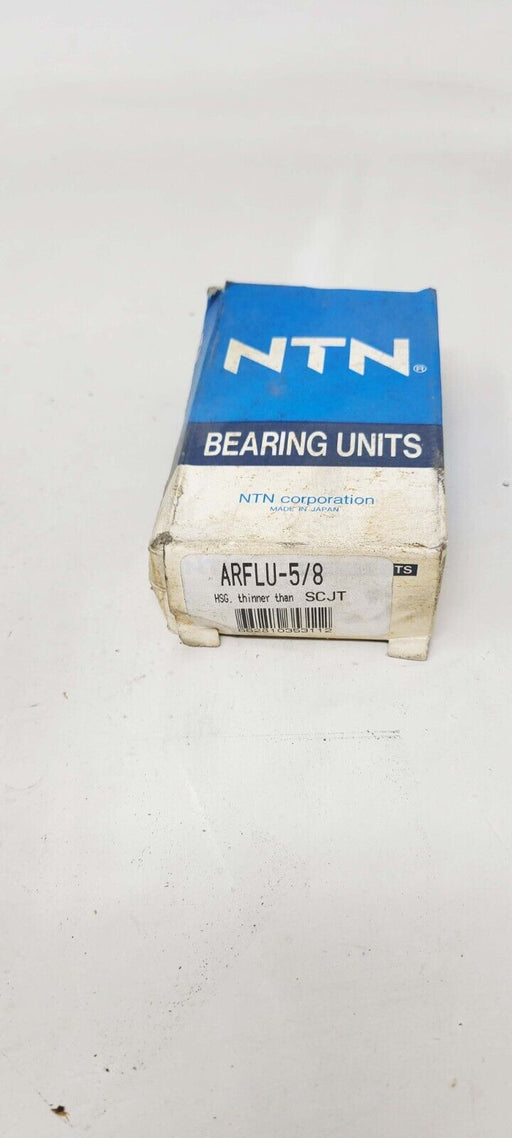 NTN®
BEARING UNITS
NTN corporation
MADE IN JAPAN
ARFLU-5/8
TS
HSG. thinner than SCJT